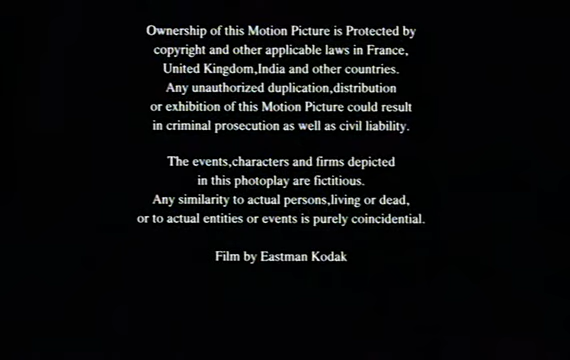 Ownership of this Motion Picture is Protected by
copyright and other applicable laws in France,
United Kingdom,India and other countries.
Any unauthorized duplication,distribution
or exhibition of this Motion Picture could result
in criminal prosecution as well as civil liability.
The events,characters and firms depicted
in this photoplay are fictitious.
Any similarity to actual persons,living or dead,
or to actual entities or events is purely coincidental.
Film by Eastman Kodak